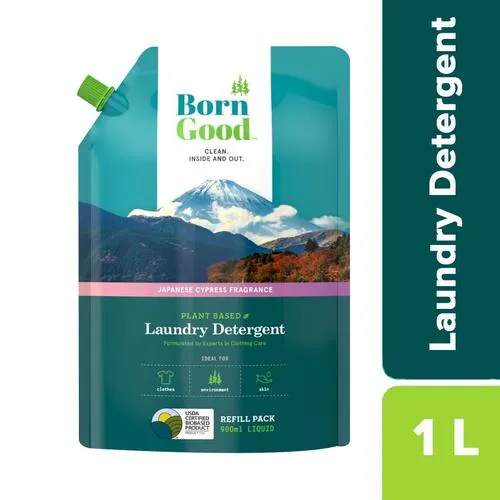 Born
Good™
CLEAN.
INSIDE AND OUT.
JAPANESE CYPRESS FRAGRANCE
PLANT BASED
Laundry Detergent
Formulated by Experts in Clothing Care
IDEAL FOR
clothes
environment
skin
USDA
CERTIFIED
BIOBASED
PRODUCT
REFILL PACK
900ml LIQUID
Laundry Detergent
1 L